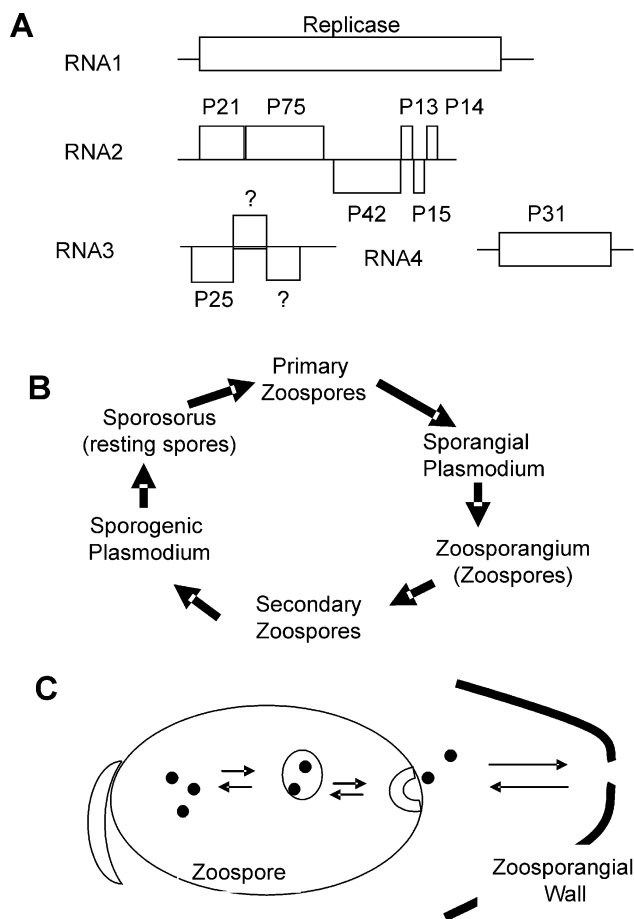 A
Replicase
RNA1
P21 P75 P13 P14
RNA2
?
P42 P15 P31
RNA3 RNA4
P25 ?
B
Primary
Zoospores
Sporosorus
(resting spores)
Sporangial
Plasmodium
Sporogenic
Plasmodium
Zoosporangium
(Zoospores)
Secondary
Zoospores
C
Zoospore
Zoosporangial
Wall